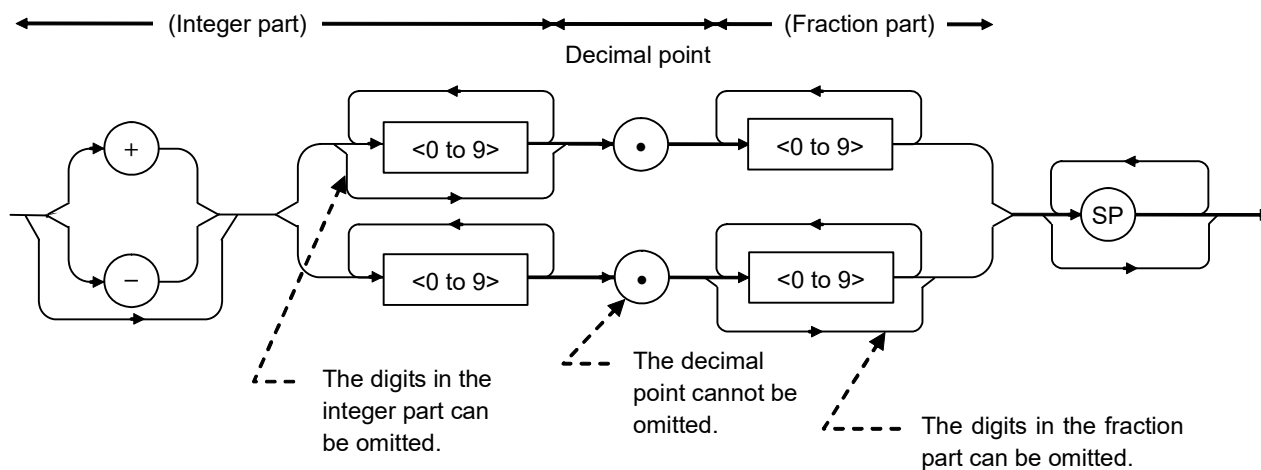 (Integer part)
(Fraction part)
Decimal point
+
<0 to 9>
.
<0 to 9>
SP
−
<0 to 9>
.
<0 to 9>
The digits in the
integer part can
be omitted.
The decimal
point cannot be
omitted.
The digits in the fraction
part can be omitted.